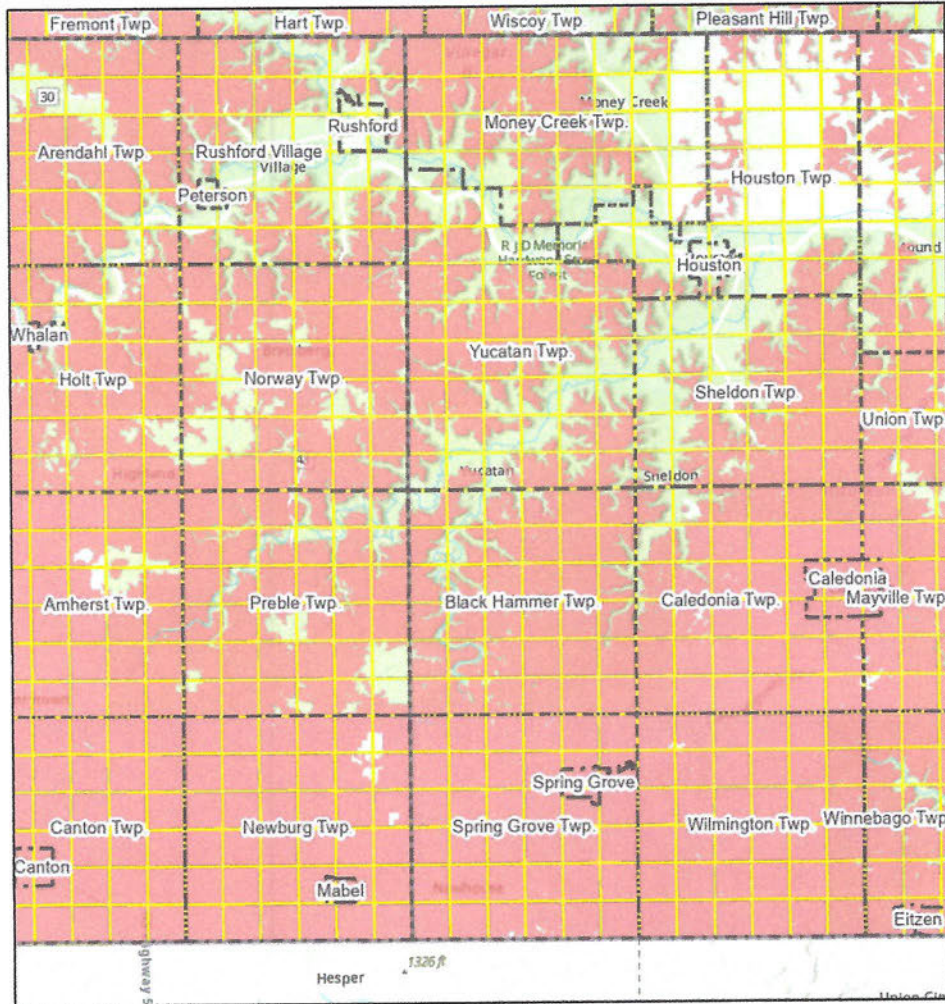 Fremont Twp.
Hart Twp.
Wiscoy Twp.
Pleasant Hill Twp.
30
Money Creek
Rushford
Money Creek Twp.
Arendahl Twp.
Rushford Village
Village
Houston Twp.
Peterson
R J D Memoria
Houston
Whalan
Yucatan Twp.
Holt Twp.
Norway Twp.
Sheldon Twp.
Union Twp.
Highland
Yucatan
Sheldon
Caledonia
Amherst Twp.
Preble Twp.
Black Hammer Twp.
Caledonia Twp.
Mayville Twp.
Spring Grove
Canton Twp.
Newburg Twp.
Spring Grove Twp.
Wilmington Twp.
Winnebago Twp.
Canton
Mabel
Newhouse
Eitzen
Hesper
1326 ft